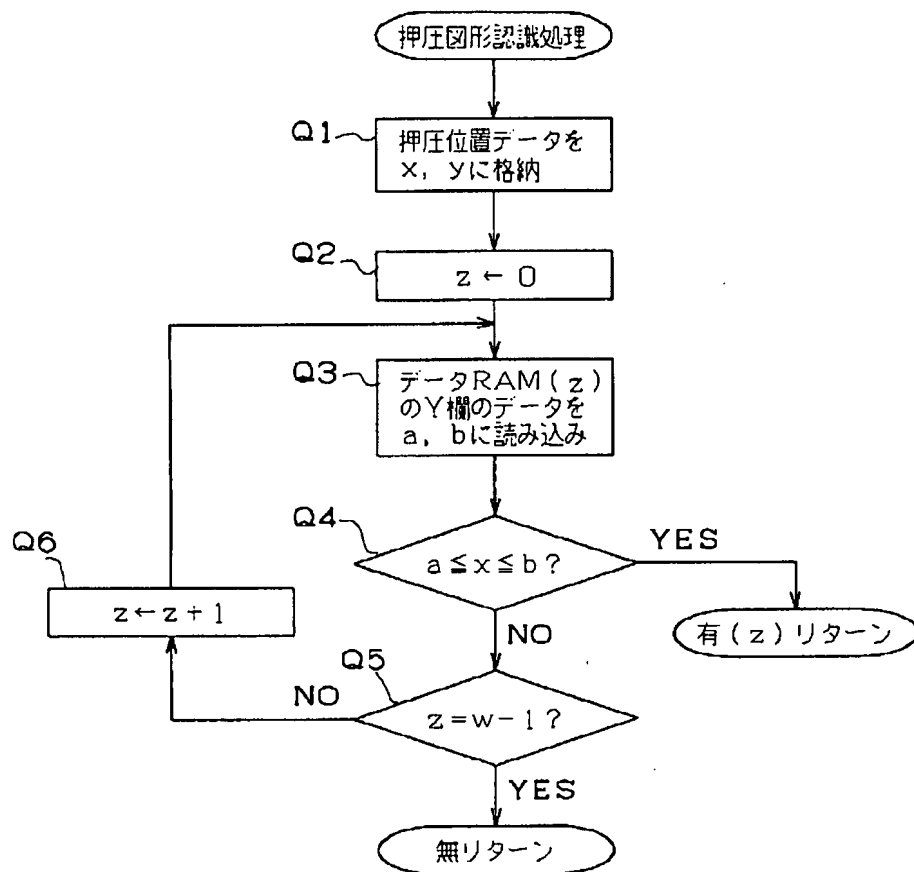 押圧図形認識処理
Q1
押圧位置データを
x, yに格納
Q2
z ← 0
Q3
データRAM(z)
のY欄のデータを
a, bに読み込み
Q4
a≦x≦b?
YES
有(z)リターン
NO
Q6
z←z+1
Q5
NO
z=w-1?
YES
無リターン